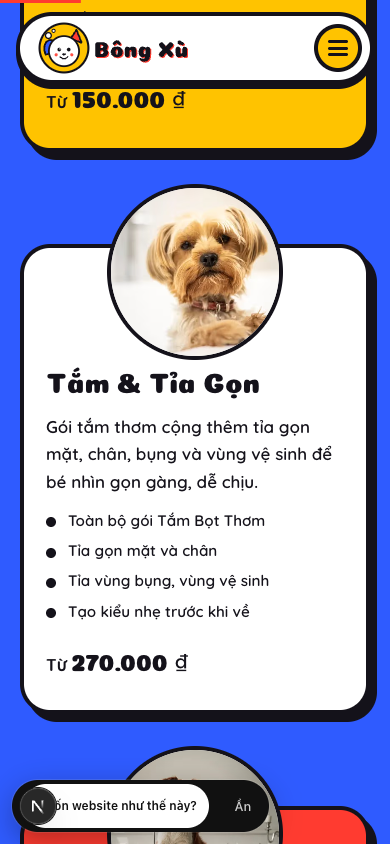 Bông Xù
Từ 150.000 ₫
Tắm & Tỉa Gọn
Gói tắm thơm cộng thêm tỉa gọn
mặt, chân, bụng và vùng vệ sinh để
bé nhìn gọn gàng, dễ chịu.
Toàn bộ gói Tắm Bọt Thơm
Tỉa gọn mặt và chân
Tỉa vùng bụng, vùng vệ sinh
Tạo kiểu nhẹ trước khi về
Từ 270.000 ₫
N
website như thế này?
Ẩn